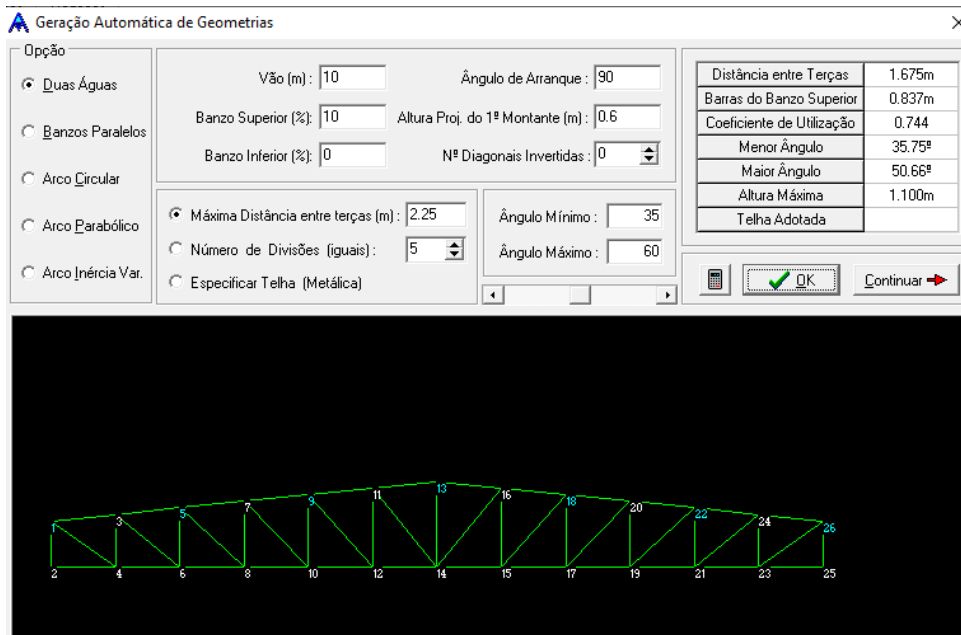 Geração Automática de Geometrias
Opção
Duas Águas
Banzos Paralelos
Arco Circular
Arco Parabólico
Arco Inércia Var.
Vão (m) : 10
Ângulo de Arranque : 90
Banzo Superior (%): 10
Altura Proj. do 1º Montante (m) : 0.6
Banzo Inferior (%): 0
Nº Diagonais Invertidas : 0
Máxima Distância entre terças (m) : 2.25
Número de Divisões (iguais) : 5
Especificar Telha (Metálica)
Ângulo Mínimo : 35
Ângulo Máximo : 60
Distância entre Terças 1.675m
Barras do Banzo Superior 0.837m
Coeficiente de Utilização 0.744
Menor Ângulo 35.75º
Maior Ângulo 50.66º
Altura Máxima 1.100m
Telha Adotada
OK
Continuar
1 3 5 7 9 11 13 16 18 20 22 24 26
2 4 6 8 10 12 14 15 17 19 21 23 25